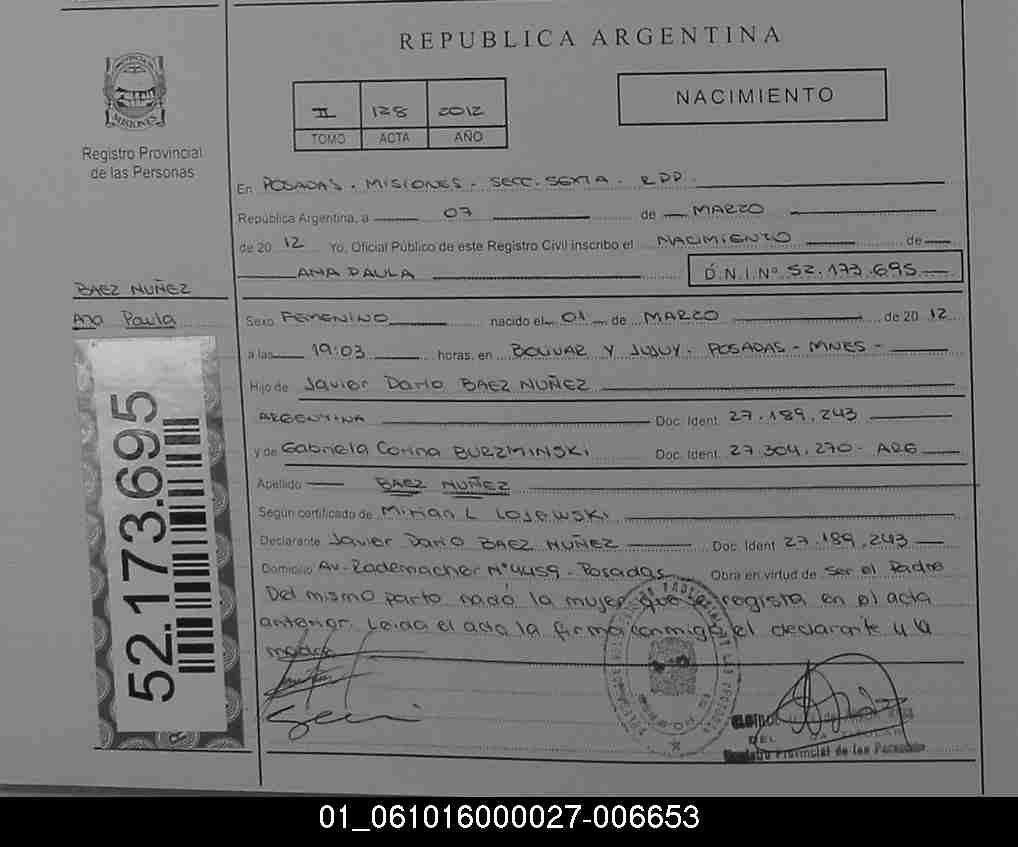 REPUBLICA ARGENTINA
II 128 2012
TOMO ACTA AÑO
NACIMIENTO
MISIONES
Registro Provincial
de las Personas
En POSADAS - MISIONES - SECC. SEXTA - RPP.
República Argentina, a 07 de MARZO
de 20 12 Yo, Oficial Público de este Registro Civil inscribo el NACIMIENTO de
ANA PAULA D.N.I Nº 52.173.695
BAEZ NUÑEZ
Ana Paula
Sexo FEMENINO nacido el 01 de MARZO de 20 12
a las 19:03 horas, en BOLIVAR Y JUJUY - POSADAS - MNES -
Hijo de Javier Dario BAEZ NUÑEZ
ARGENTINA Doc. Ident. 27.189.243
y de Gabriela Corina BURZMINSKI Doc. Ident. 27.304.270 - ARG
Apellido BAEZ NUÑEZ
Según certificado de Mirian L LOJEWSKI
Declarante Javier Dario BAEZ NUÑEZ Doc. Ident 27.189.243
Domicilio Av. Rademacher Nº 4459 - Posadas Obra en virtud de ser el Padre
Del mismo parto nació la mujer que se registra en el acta
anterior. Leida el acta la firma conmigo el declarante y la
madre
52.173.695
Registro Provincial de las Personas
01_061016000027-006653